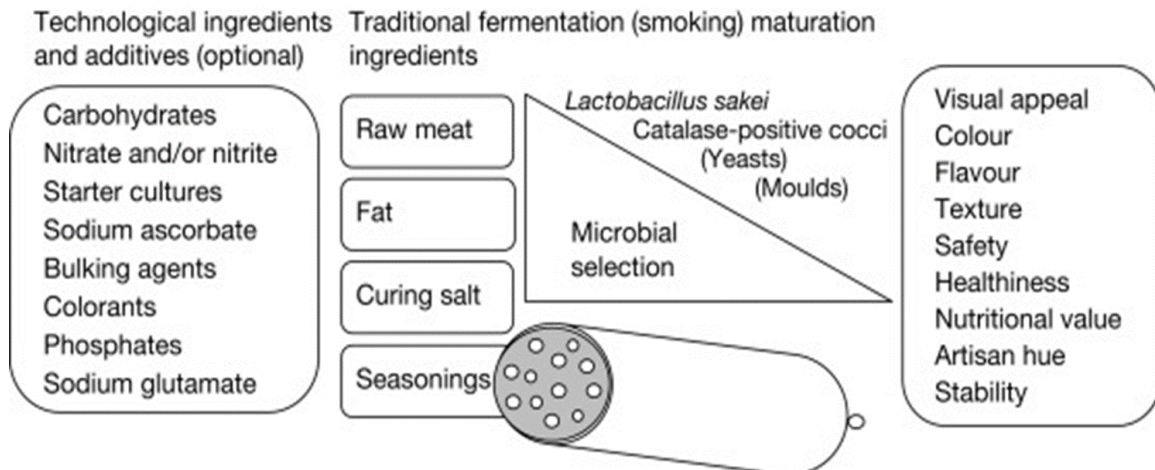 Technological ingredients
and additives (optional)
Carbohydrates
Nitrate and/or nitrite
Starter cultures
Sodium ascorbate
Bulking agents
Colorants
Phosphates
Sodium glutamate
Traditional fermentation (smoking) maturation
ingredients
Raw meat
Fat
Curing salt
Seasonings
Lactobacillus sakei
Catalase-positive cocci
(Yeasts)
(Moulds)
Microbial
selection
Visual appeal
Colour
Flavour
Texture
Safety
Healthiness
Nutritional value
Artisan hue
Stability